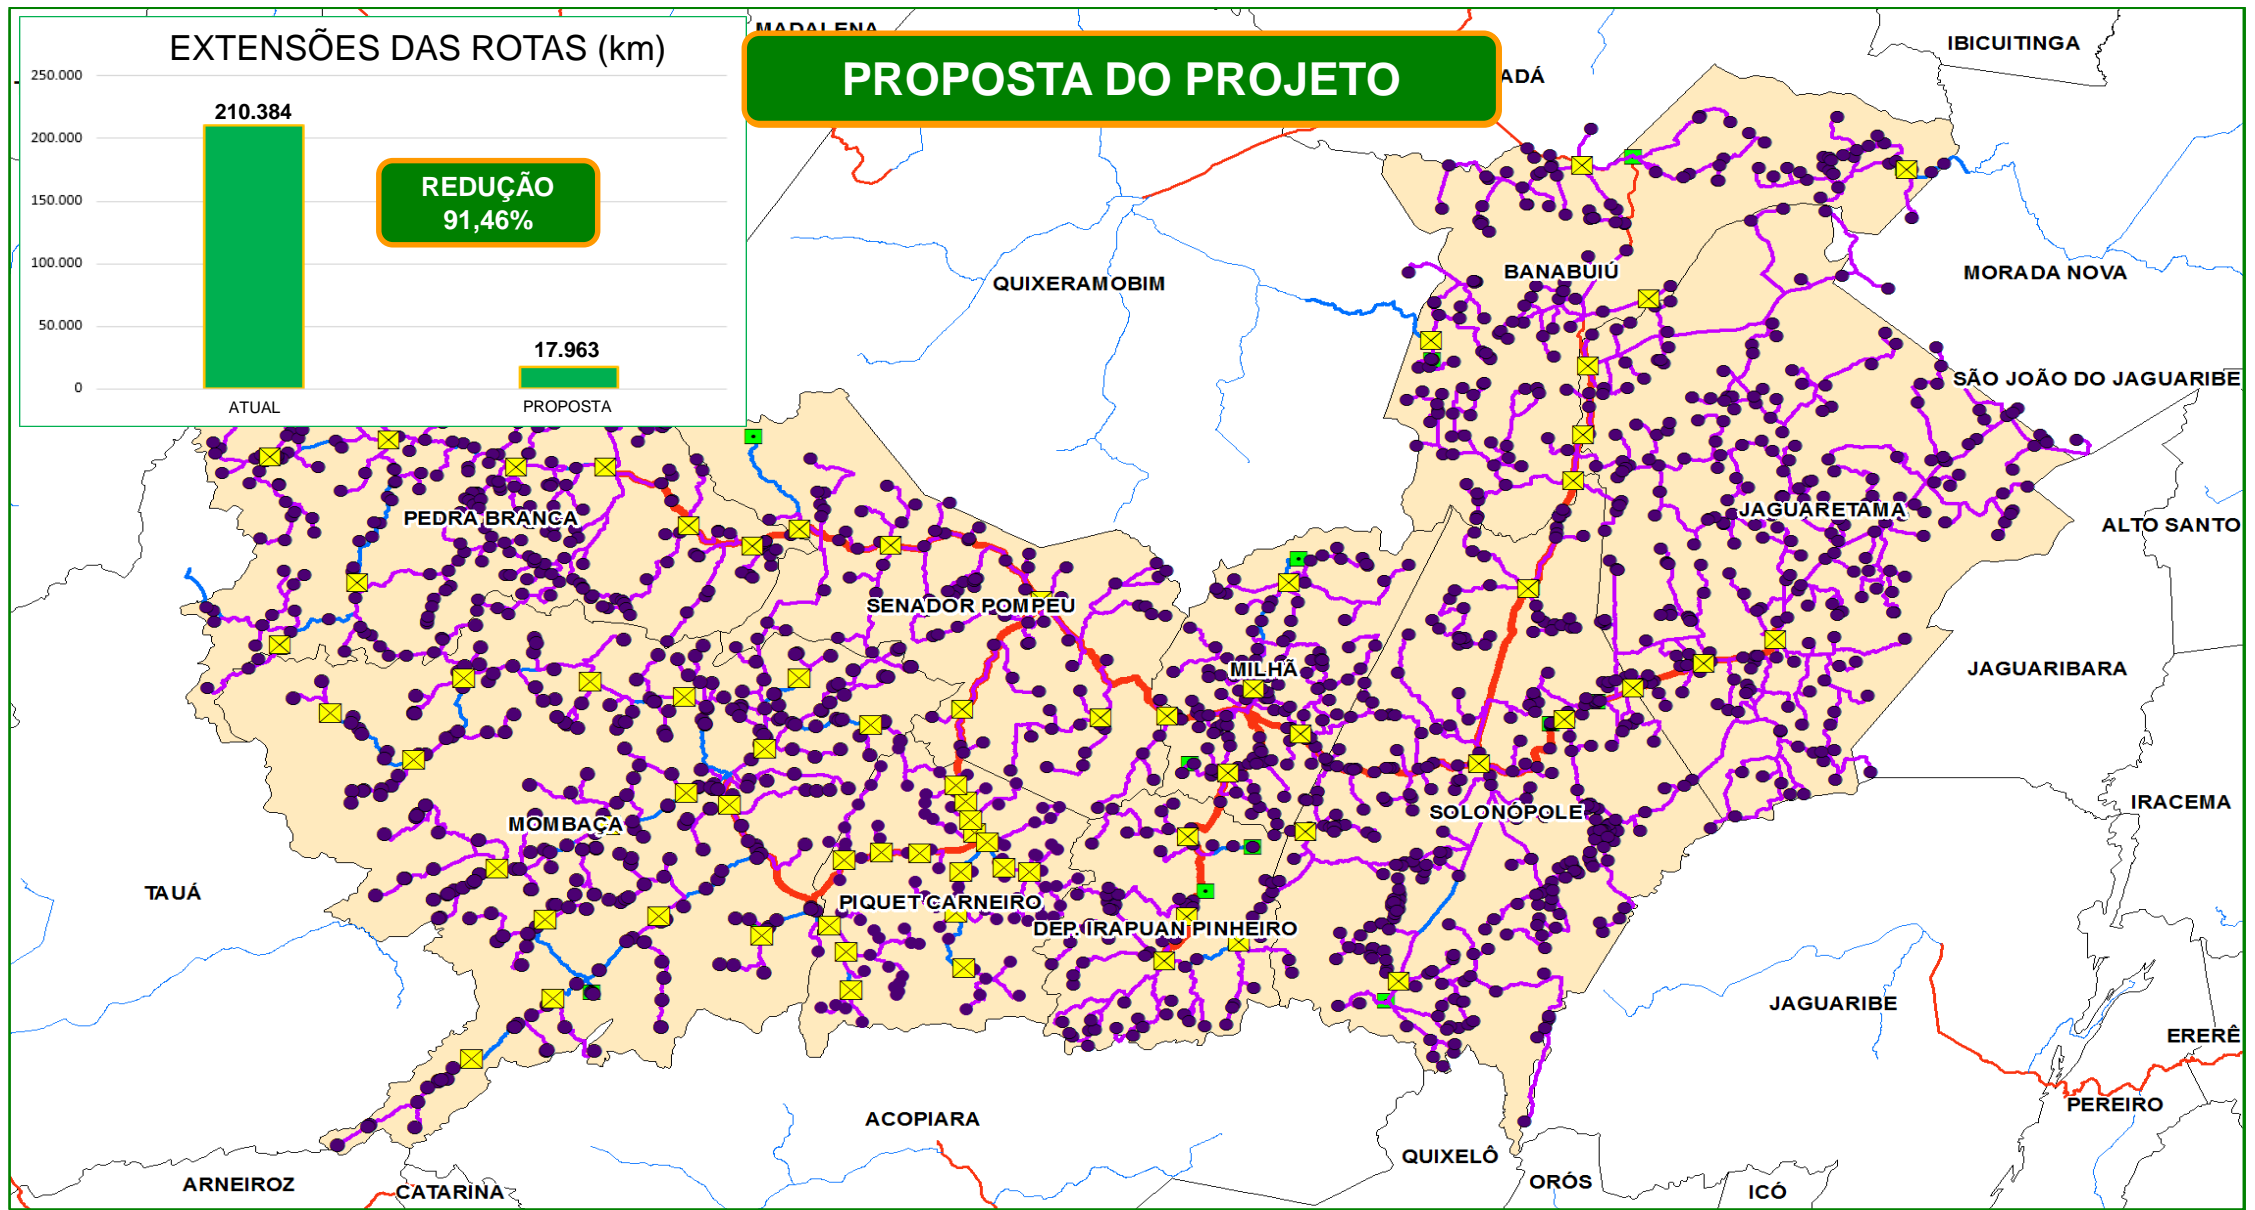 EXTENSÕES DAS ROTAS (km)
250.000
200.000
150.000
100.000
50.000
0
210.384
17.963
REDUÇÃO
91,46%
ATUAL
PROPOSTA
PROPOSTA DO PROJETO
MADALENA
ADÁ
IBICUITINGA
QUIXERAMOBIM
BANABUIÚ
MORADA NOVA
SÃO JOÃO DO JAGUARIBE
PEDRA BRANCA
JAGUARETAMA
ALTO SANTO
SENADOR POMPEU
MILHÃ
JAGUARIBARA
MOMBAÇA
SOLONÓPOLE
IRACEMA
TAUÁ
PIQUET CARNEIRO
DEP. IRAPUAN PINHEIRO
JAGUARIBE
ERERÊ
PEREIRO
ACOPIARA
QUIXELÔ
ARNEIROZ
CATARINA
ORÓS
ICÓ